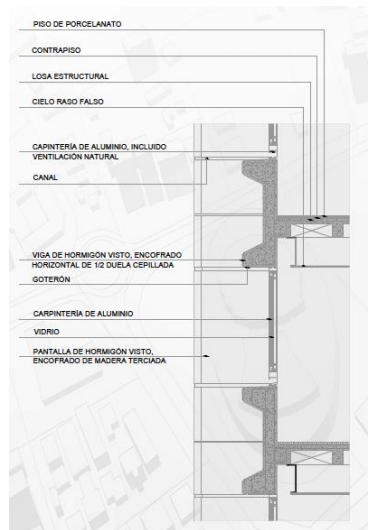 PISO DE PORCELANATO
CONTRAPISO
LOSA ESTRUCTURAL
CIELO RASO FALSO
CAPINTERÍA DE ALUMINIO, INCLUIDO
VENTILACIÓN NATURAL
CANAL
VIGA DE HORMIGÓN VISTO, ENCOFRADO
HORIZONTAL DE 1/2 DUELA CEPILLADA
GOTERÓN
CARPINTERÍA DE ALUMINIO
VIDRIO
PANTALLA DE HORMIGÓN VISTO,
ENCOFRADO DE MADERA TERCIADA